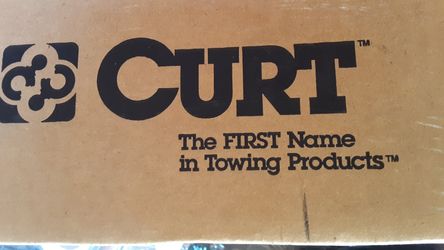 CURT™
The FIRST Name
in Towing Products™